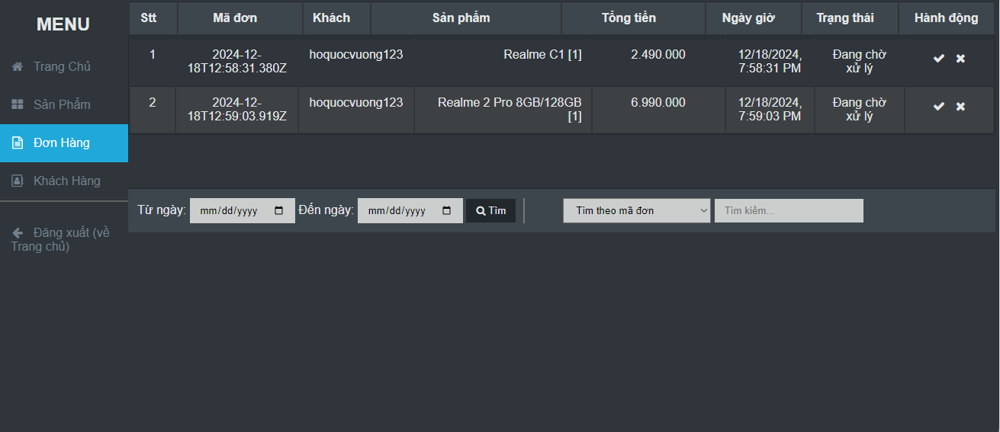 MENU
Trang Chủ
Sản Phẩm
Đơn Hàng
Khách Hàng
Đăng xuất (về
Trang chủ)
Stt Mã đơn Khách Sản phẩm Tổng tiền Ngày giờ Trạng thái Hành động
1 2024-12- hoquocvuong123 Realme C1 [1] 2.490.000 12/18/2024, Đang chờ
18T12:58:31.380Z 7:58:31 PM xử lý
2 2024-12- hoquocvuong123 Realme 2 Pro 8GB/128GB 6.990.000 12/18/2024, Đang chờ
18T12:59:03.919Z [1] 7:59:03 PM xử lý
Từ ngày: mm/dd/yyyy Đến ngày: mm/dd/yyyy Tìm Tìm theo mã đơn Tìm kiếm...